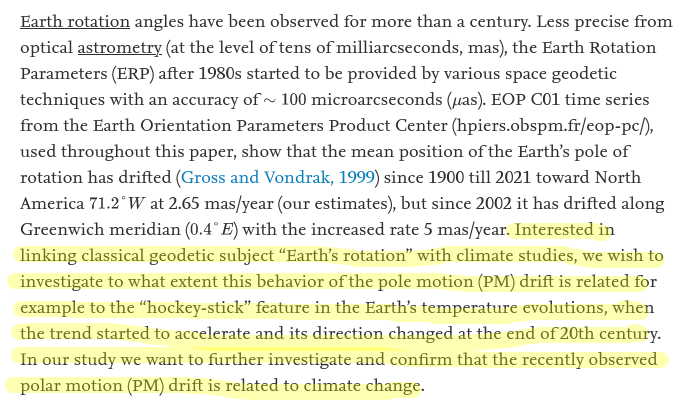 Earth rotation angles have been observed for more than a century. Less precise from
optical astrometry (at the level of tens of milliarcseconds, mas), the Earth Rotation
Parameters (ERP) after 1980s started to be provided by various space geodetic
techniques with an accuracy of ∼ 100 microarcseconds (μas). EOP C01 time series
from the Earth Orientation Parameters Product Center (hpiers.obspm.fr/eop-pc/),
used throughout this paper, show that the mean position of the Earth's pole of
rotation has drifted (Gross and Vondrak, 1999) since 1900 till 2021 toward North
America 71.2°W at 2.65 mas/year (our estimates), but since 2002 it has drifted along
Greenwich meridian (0.4°E) with the increased rate 5 mas/year. Interested in
linking classical geodetic subject “Earth's rotation” with climate studies, we wish to
investigate to what extent this behavior of the pole motion (PM) drift is related for
example to the “hockey-stick” feature in the Earth's temperature evolutions, when
the trend started to accelerate and its direction changed at the end of 20th century.
In our study we want to further investigate and confirm that the recently observed
polar motion (PM) drift is related to climate change.